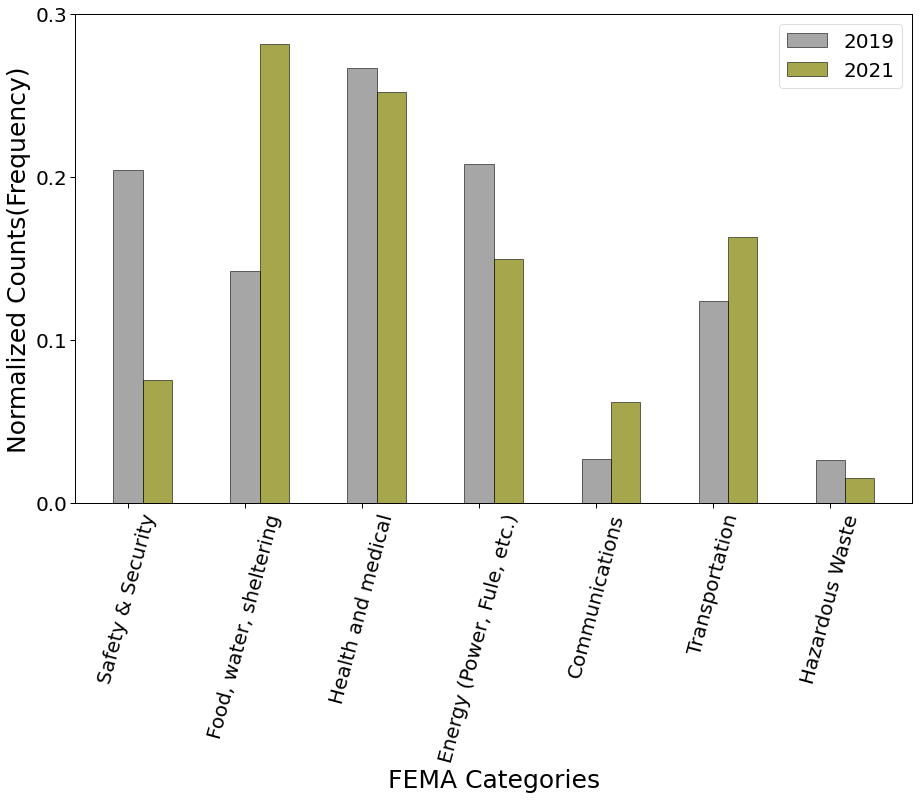 0.3
0.2
0.1
0.0
Normalized Counts(Frequency)
2019
2021
Safety & Security
Food, water, sheltering
Health and medical
Energy (Power, Fule, etc.)
Communications
Transportation
Hazardous Waste
FEMA Categories